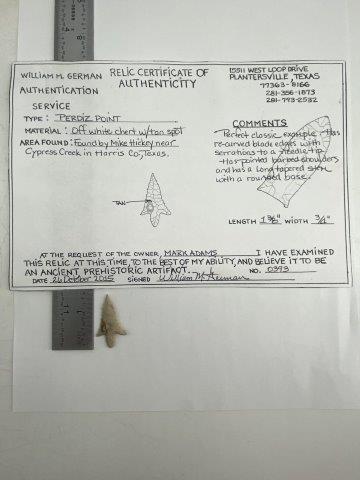 WILLIAM M. GERMAN
AUTHENTICATION
SERVICE
RELIC CERTIFICATE OF
AUTHENTICITY
15511 WEST LOOP DRIVE
PLANTERSVILLE, TEXAS
77363-8166
281-356-1873
281-793-2532
TYPE: PERDIZ POINT
MATERIAL: Off white chert w/tan spot
AREA FOUND: Found by Mike Hickey near
Cypress Creek in Harris Co., Texas.
COMMENTS
Perfect classic example. Has
re-curved blade edges with
serrations to a needle tip.
Has pointed barbed shoulders
and has a long tapered stem
with a rounded base.
TAN
LENGTH 1 3/8" WIDTH 3/4"
AT THE REQUEST OF THE OWNER, MARK ADAMS, I HAVE EXAMINED
THIS RELIC AT THIS TIME, TO THE BEST OF MY ABILITY, AND BELIEVE IT TO BE
AN ANCIENT PREHISTORIC ARTIFACT. NO. 0393
DATE 26 October 2015 SIGNED William M. German